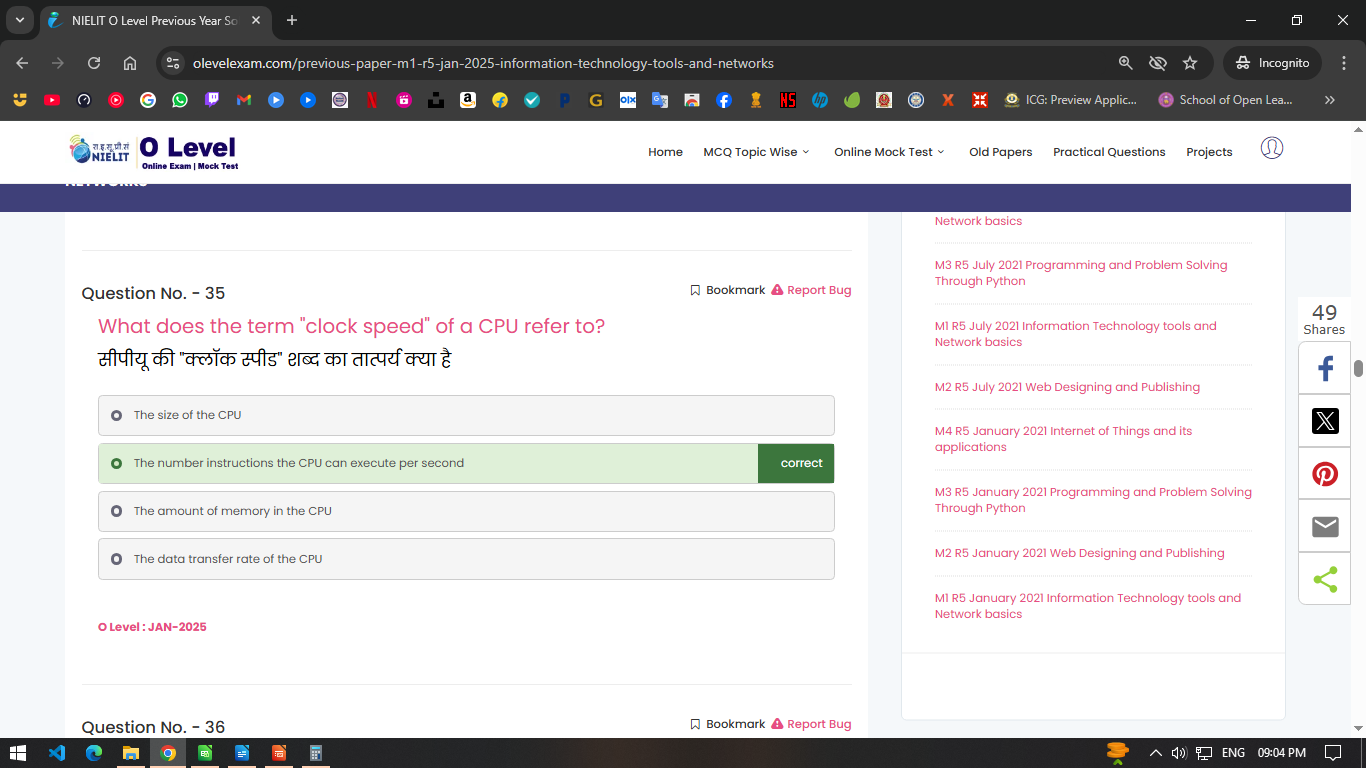 NIELIT O Level Previous Year So
olevelexam.com/previous-paper-m1-r5-jan-2025-information-technology-tools-and-networks
Incognito
ICG: Preview Applic...
School of Open Lea...
NIELIT
O Level
Online Exam | Mock Test
Home
MCQ Topic Wise
Online Mock Test
Old Papers
Practical Questions
Projects
NETWORKS
Question No. - 35
Bookmark
Report Bug
What does the term "clock speed" of a CPU refer to?
सीपीयू की "क्लॉक स्पीड" शब्द का तात्पर्य क्या है
The size of the CPU
The number instructions the CPU can execute per second
correct
The amount of memory in the CPU
The data transfer rate of the CPU
O Level : JAN-2025
Question No. - 36
Bookmark
Report Bug
Network basics
M3 R5 July 2021 Programming and Problem Solving
Through Python
M1 R5 July 2021 Information Technology tools and
Network basics
M2 R5 July 2021 Web Designing and Publishing
M4 R5 January 2021 Internet of Things and its
applications
M3 R5 January 2021 Programming and Problem Solving
Through Python
M2 R5 January 2021 Web Designing and Publishing
M1 R5 January 2021 Information Technology tools and
Network basics
49
Shares
ENG
09:04 PM